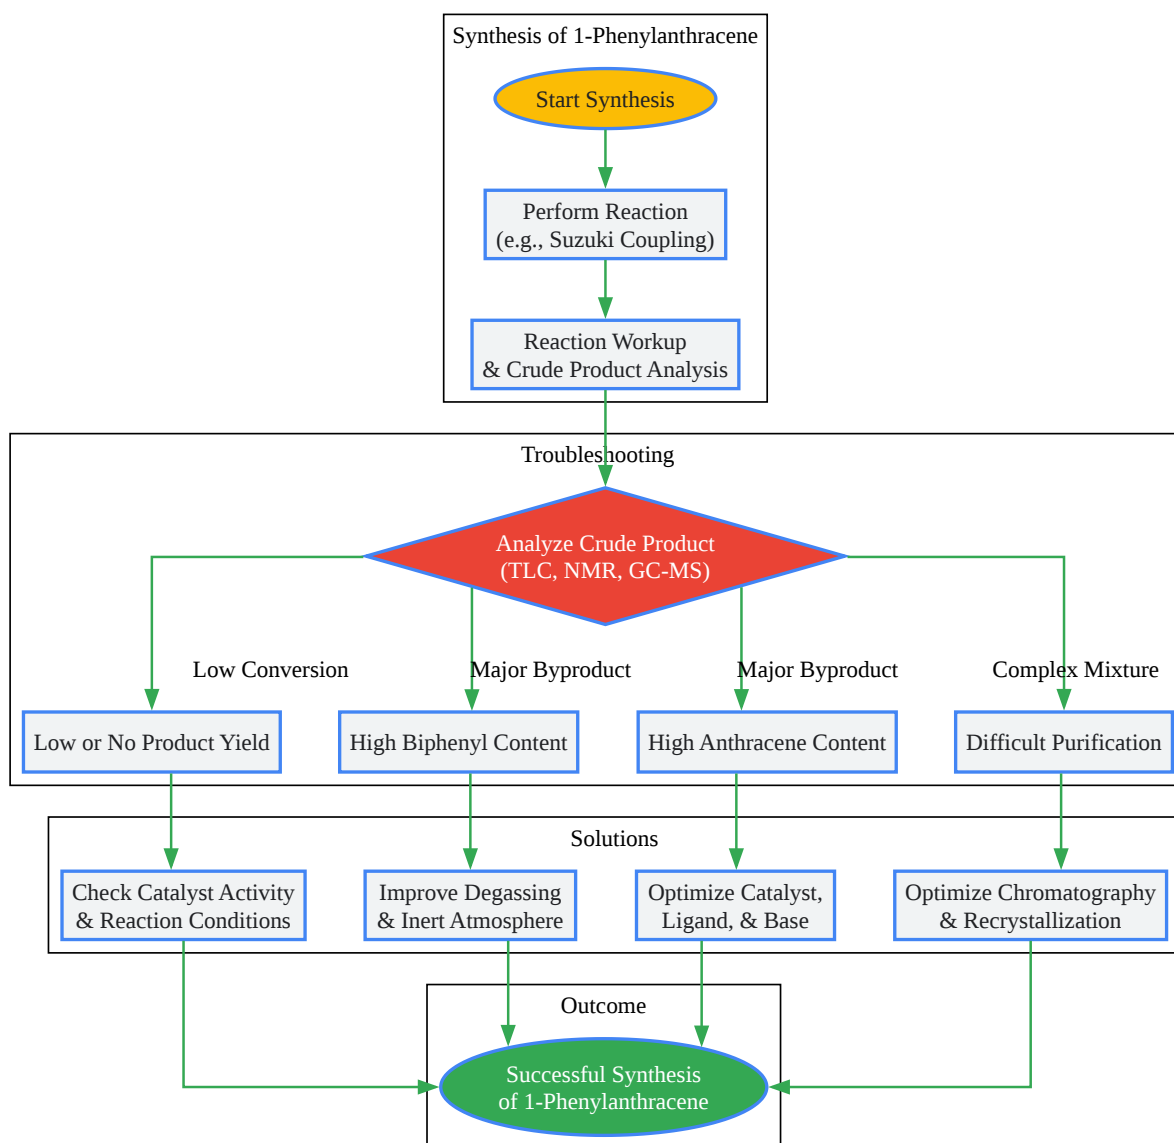 Synthesis of 1-Phenylanthracene
Start Synthesis
Perform Reaction
(e.g., Suzuki Coupling)
Reaction Workup
& Crude Product Analysis
Troubleshooting
Analyze Crude Product
(TLC, NMR, GC-MS)
Low Conversion
Major Byproduct
Major Byproduct
Complex Mixture
Low or No Product Yield
High Biphenyl Content
High Anthracene Content
Difficult Purification
Solutions
Check Catalyst Activity
& Reaction Conditions
Improve Degassing
& Inert Atmosphere
Optimize Catalyst,
Ligand, & Base
Optimize Chromatography
& Recrystallization
Outcome
Successful Synthesis
of 1-Phenylanthracene